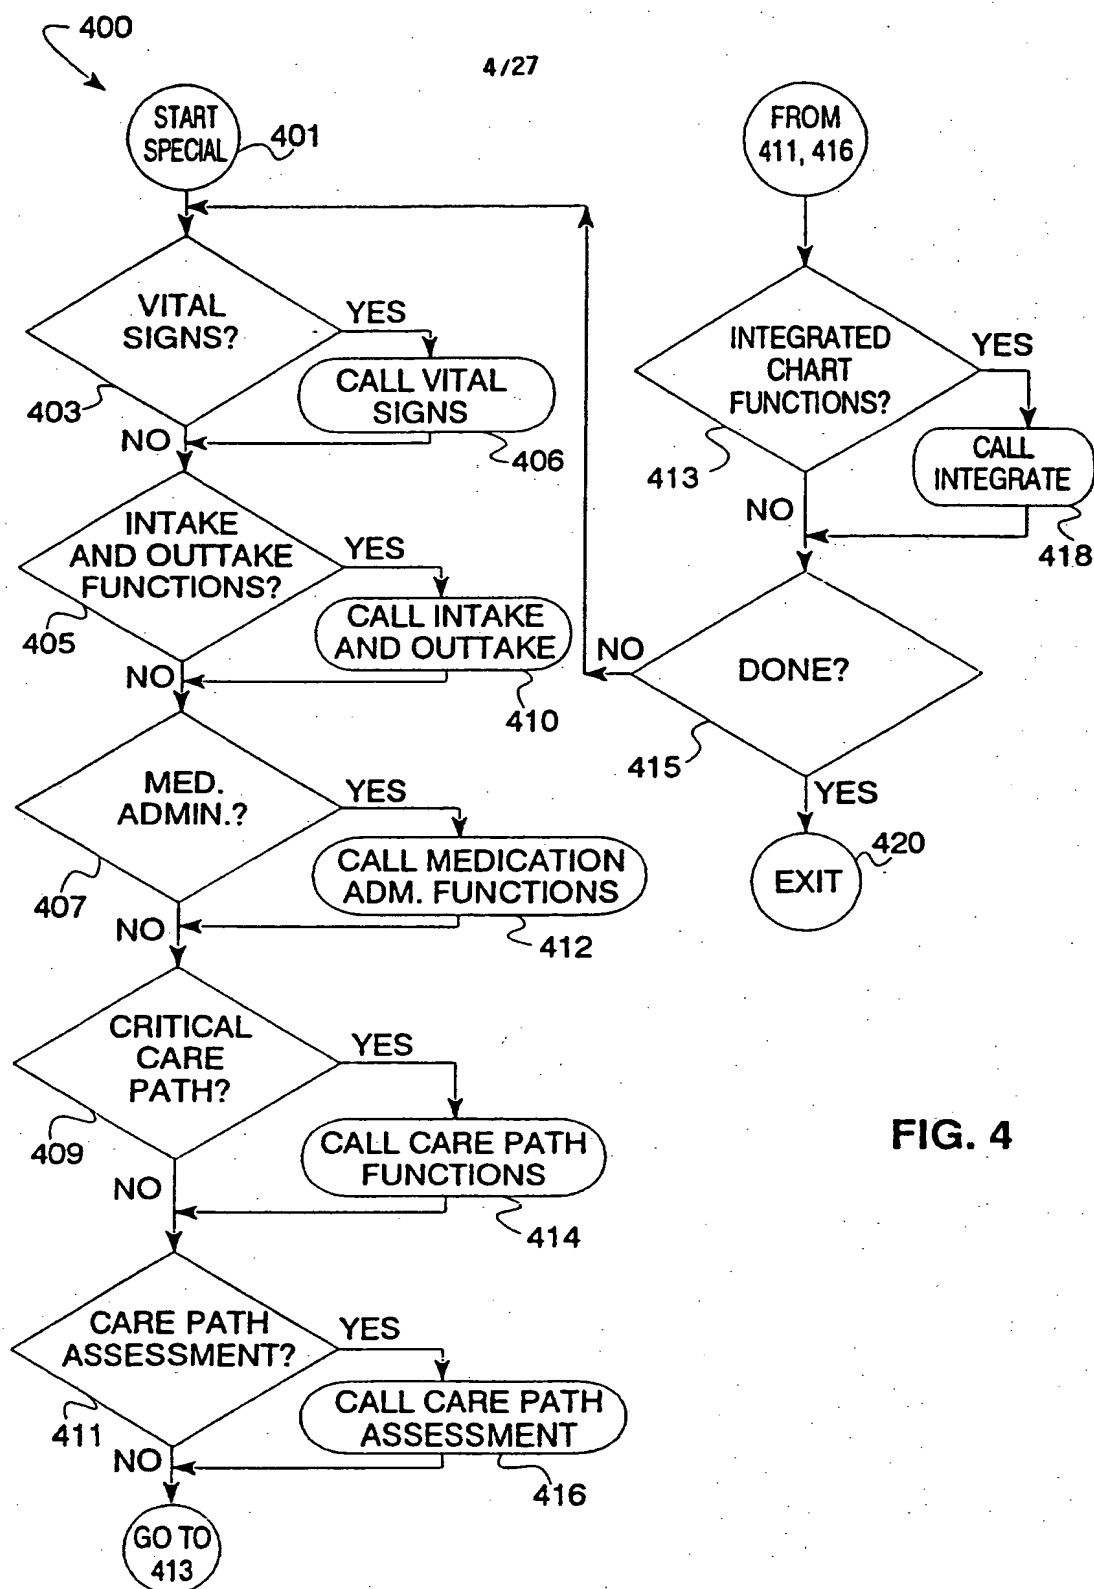 400
4/27
START
SPECIAL
401
VITAL
SIGNS?
YES
403
CALL VITAL
SIGNS
NO
406
INTAKE
AND OUTTAKE
FUNCTIONS?
YES
405
CALL INTAKE
AND OUTTAKE
NO
410
MED.
ADMIN.?
YES
407
CALL MEDICATION
ADM. FUNCTIONS
NO
412
CRITICAL
CARE
PATH?
YES
409
CALL CARE PATH
FUNCTIONS
NO
414
CARE PATH
ASSESSMENT?
YES
411
CALL CARE PATH
ASSESSMENT
NO
416
GO TO
413
FROM
411, 416
INTEGRATED
CHART
FUNCTIONS?
YES
413
CALL
INTEGRATE
NO
418
DONE?
NO
415
YES
420
EXIT
FIG. 4